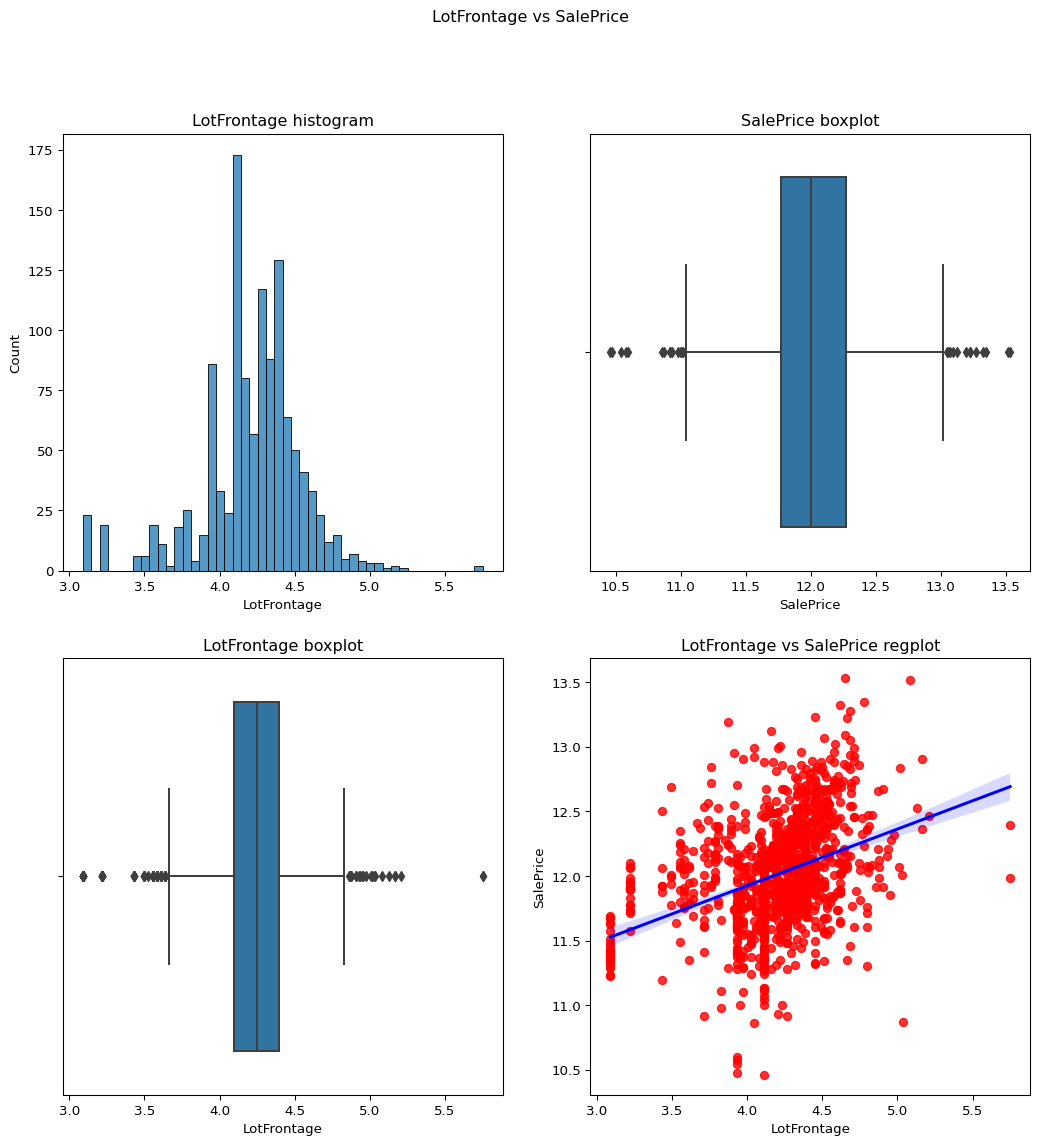 LotFrontage vs SalePrice
LotFrontage histogram
175
150
125
100
75
50
25
0
Count
3.0 3.5 4.0 4.5 5.0 5.5
LotFrontage
SalePrice boxplot
10.5 11.0 11.5 12.0 12.5 13.0 13.5
SalePrice
LotFrontage boxplot
3.0 3.5 4.0 4.5 5.0 5.5
LotFrontage
LotFrontage vs SalePrice regplot
13.5
13.0
12.5
12.0
11.5
11.0
10.5
SalePrice
3.0 3.5 4.0 4.5 5.0 5.5
LotFrontage